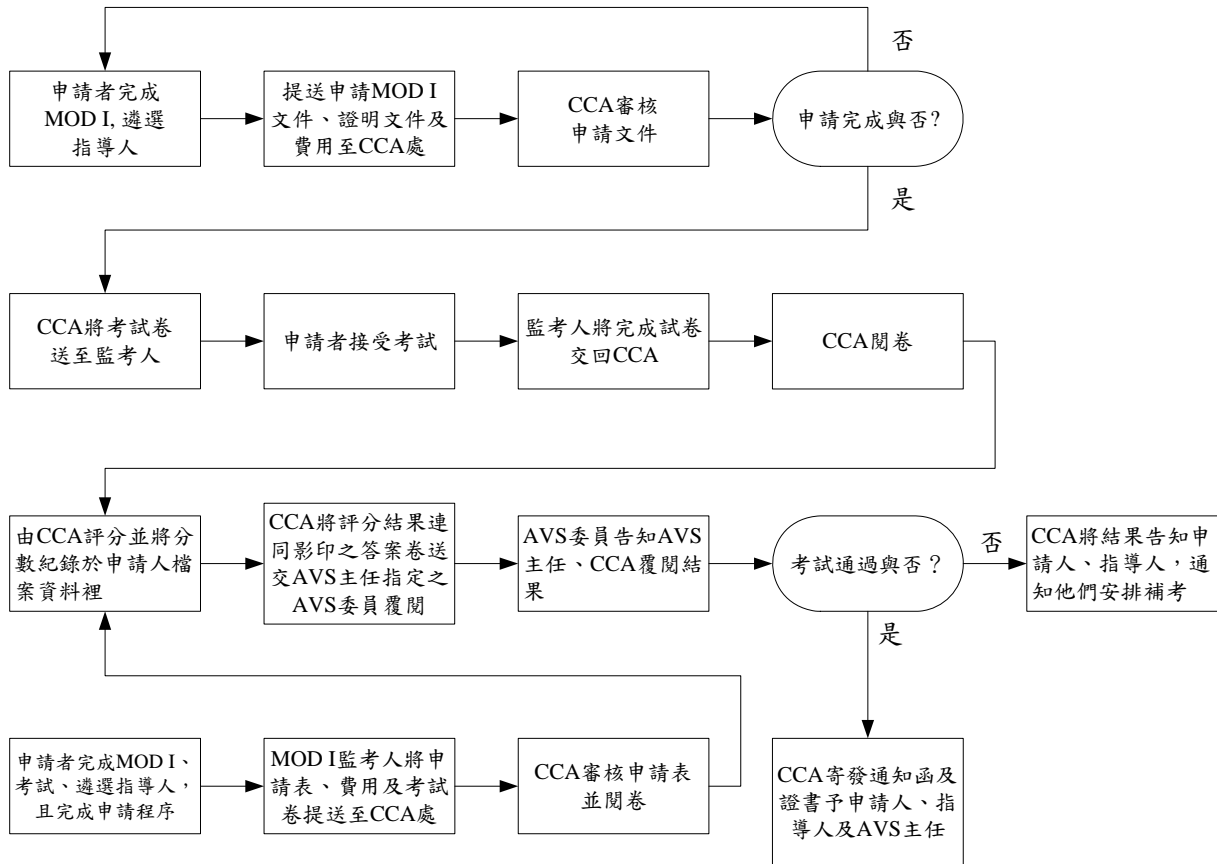 否
申請者完成
MOD I, 遴選
指導人
提送申請MOD I
文件、證明文件及
費用至CCA處
CCA審核
申請文件
申請完成與否?
是
CCA將考試卷
送至監考人
申請者接受考試
監考人將完成試卷
交回CCA
CCA閱卷
由CCA評分並將分
數紀錄於申請人檔
案資料裡
CCA將評分結果連
同影印之答案卷送
交AVS主任指定之
AVS委員覆閱
AVS委員告知AVS
主任、CCA覆閱結
果
考試通過與否？
否
CCA將結果告知申
請人、指導人，通
知他們安排補考
是
申請者完成MOD I、
考試、遴選指導人，
且完成申請程序
MOD I監考人將申
請表、費用及考試
卷提送至CCA處
CCA審核申請表
並閱卷
CCA寄發通知函及
證書予申請人、指
導人及AVS主任